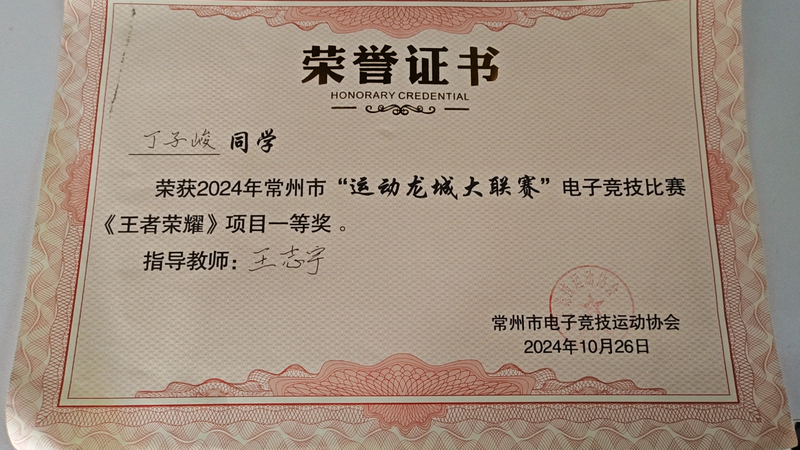 荣誉证书
HONORARY CREDENTIAL
丁子峻 同学
荣获2024年常州市“运动龙城大联赛”电子竞技比赛
《王者荣耀》项目一等奖。
指导教师：王志宇
常州市电子竞技运动协会
2024年10月26日